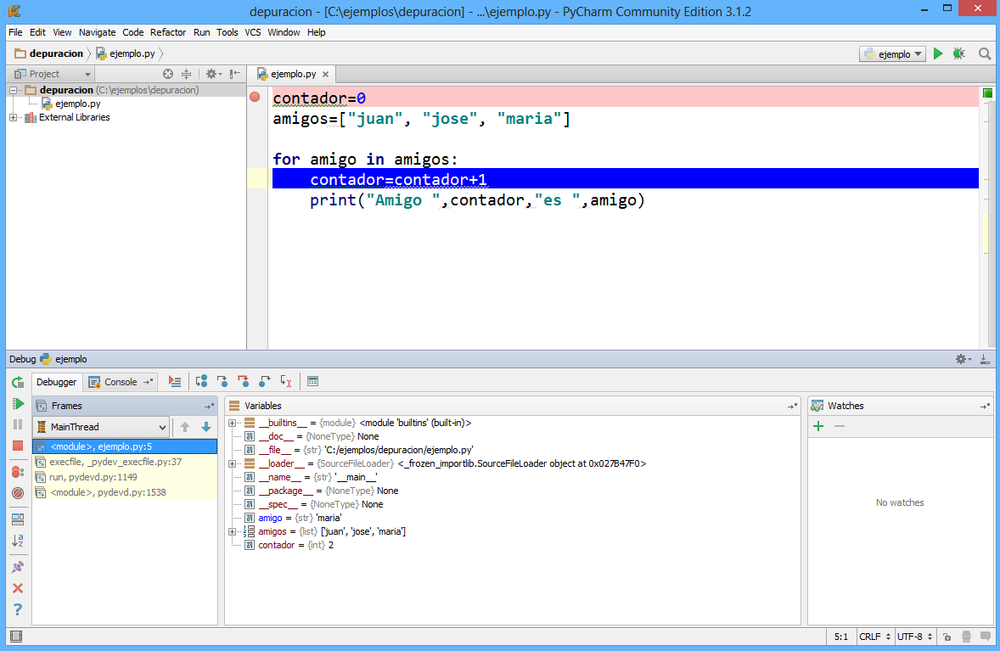 depuracion - [C:\ejemplos\depuracion] - ...\ejemplo.py - PyCharm Community Edition 3.1.2
File Edit View Navigate Code Refactor Run Tools VCS Window Help
depuracion ejemplo.py ejemplo
Project
ejemplo.py
depuracion (C:\ejemplos\depuracion)
ejemplo.py
External Libraries
contador=0
amigos=["juan", "jose", "maria"]
for amigo in amigos:
contador=contador+1
print("Amigo ",contador,"es ",amigo)
Debug ejemplo
Debugger Console
Frames
MainThread
<module>, ejemplo.py:5
execfile, _pydev_execfile.py:37
run, pydevd.py:1149
<module>, pydevd.py:1538
Variables
__builtins__ = {module} <module 'builtins' (built-in)>
__doc__ = {NoneType} None
__file__ = {str} 'C:/ejemplos/depuracion/ejemplo.py'
__loader__ = {SourceFileLoader} <_frozen_importlib.SourceFileLoader object at 0x027B47F0>
__name__ = {str} '__main__'
__package__ = {NoneType} None
__spec__ = {NoneType} None
amigo = {str} 'maria'
amigos = {list} ['juan', 'jose', 'maria']
contador = {int} 2
Watches
No watches
5:1 CRLF UTF-8